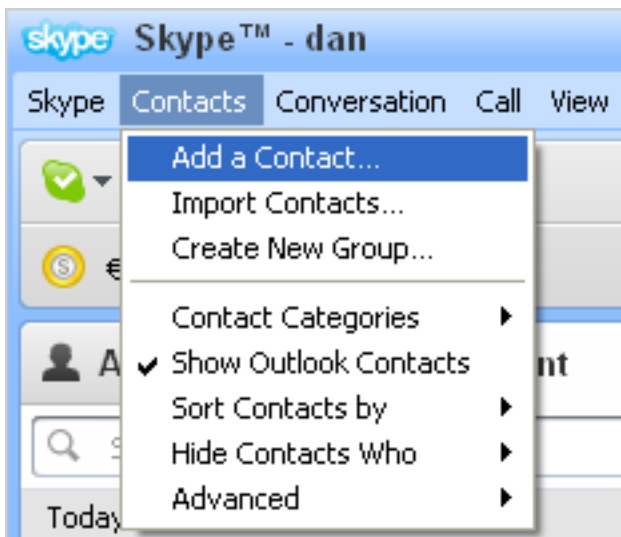 skype Skype™ - dan
Skype Contacts Conversation Call View
Add a Contact...
Import Contacts...
€ Create New Group...
Contact Categories
Show Outlook Contacts
Sort Contacts by
Hide Contacts Who
Advanced
Today